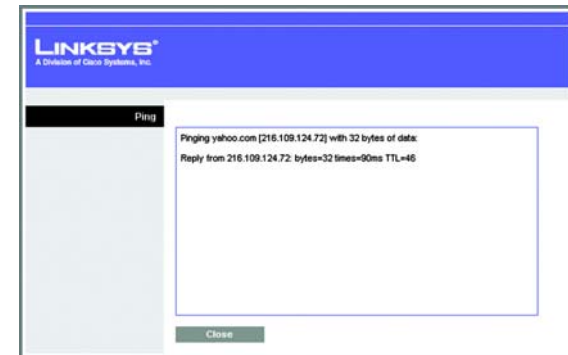 LINKSYS®
A Division of Cisco Systems, Inc.
Ping
Pinging yahoo.com [216.109.124.72] with 32 bytes of data:
Reply from 216.109.124.72: bytes=32 times=90ms TTL=46
Close